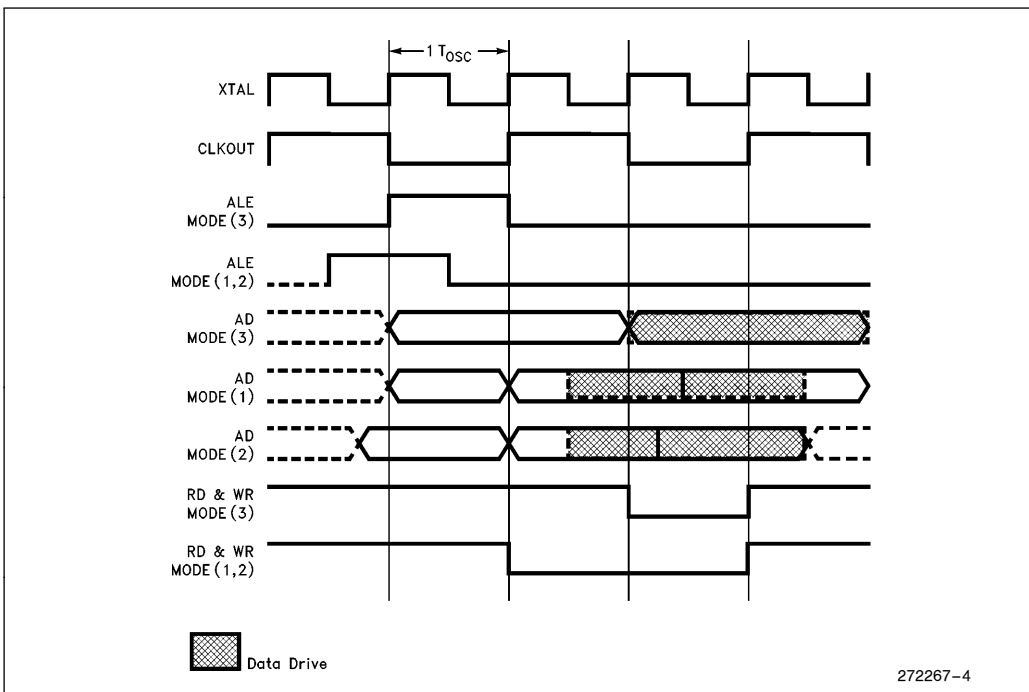 1 TOSC
XTAL
CLKOUT
ALE
MODE (3)
ALE
MODE (1,2)
AD
MODE (3)
AD
MODE (1)
AD
MODE (2)
RD & WR
MODE (3)
RD & WR
MODE (1,2)
Data Drive
272267-4